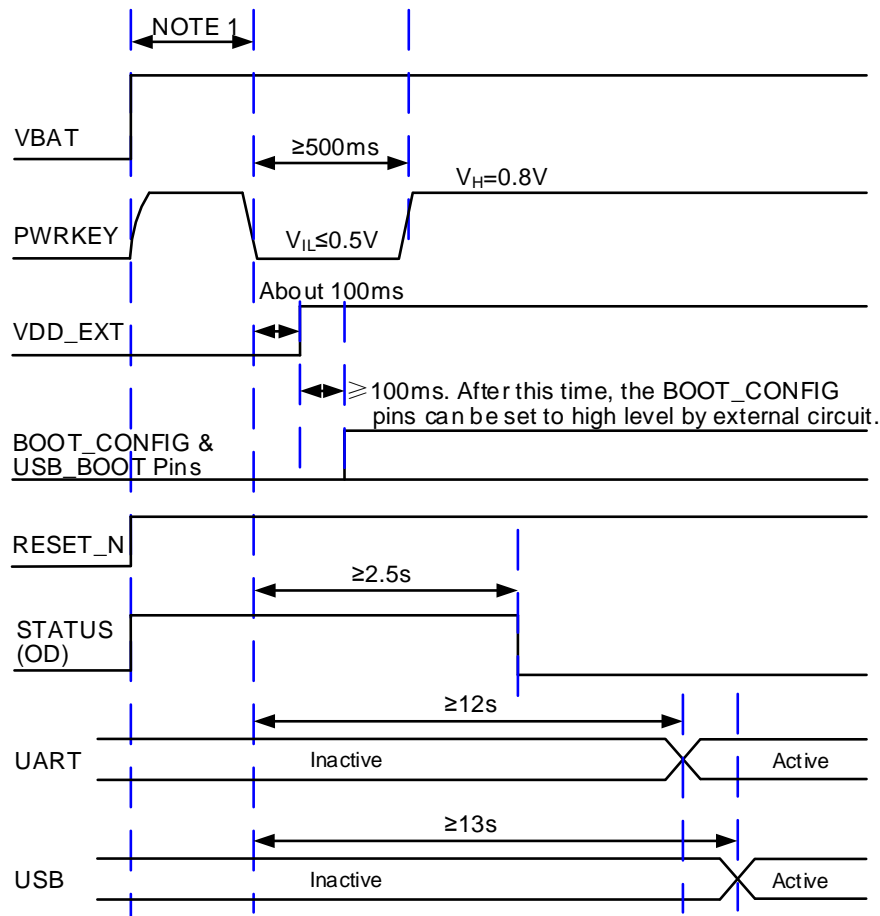 NOTE 1
VBAT
≥500ms
VH=0.8V
PWRKEY
VIL≤0.5V
About 100ms
VDD_EXT
≥100ms. After this time, the BOOT_CONFIG
pins can be set to high level by external circuit.
BOOT_CONFIG &
USB_BOOT Pins
RESET_N
≥2.5s
STATUS
(OD)
≥12s
UART
Inactive
Active
≥13s
USB
Inactive
Active